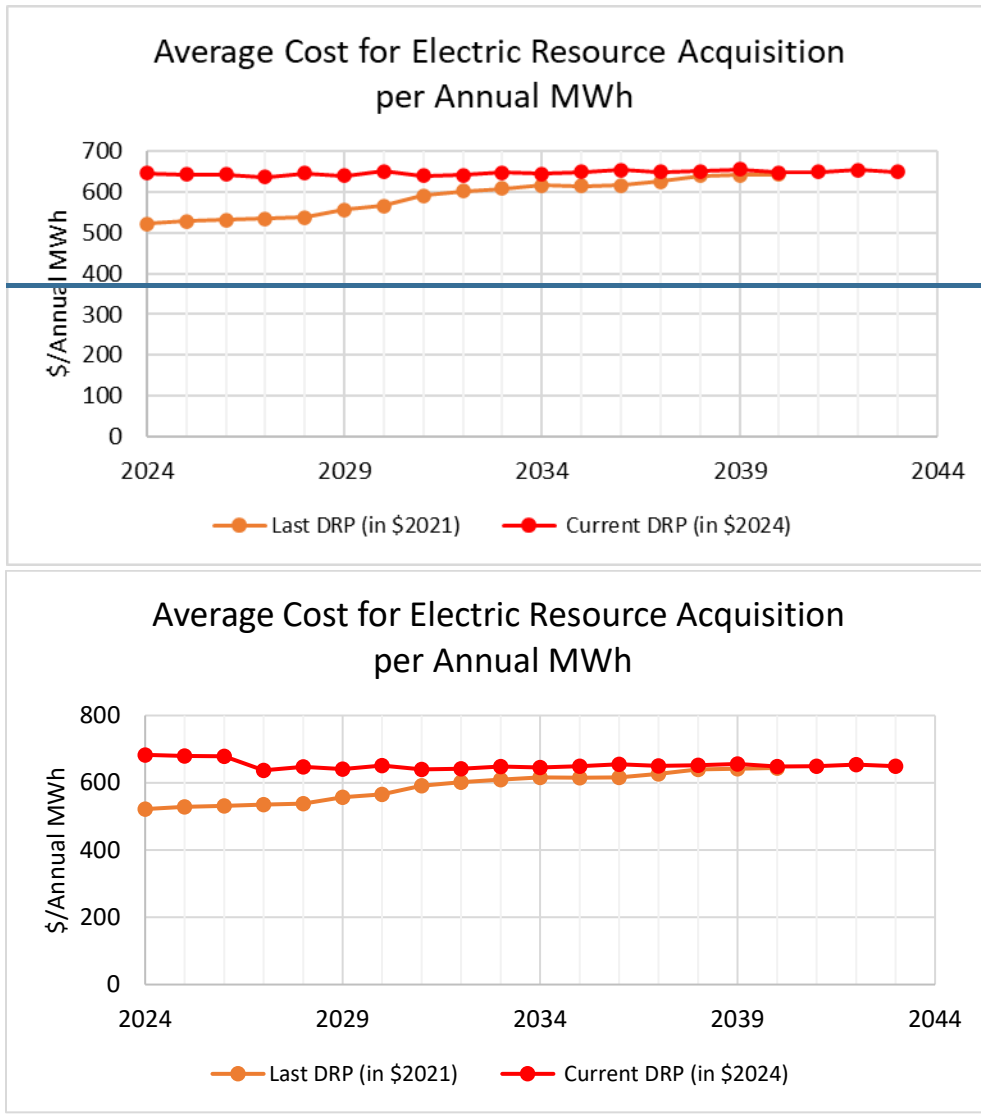 Average Cost for Electric Resource Acquisition
per Annual MWh
$/Annual MWh
700
600
500
400
300
200
100
0
2024 2029 2034 2039 2044
Last DRP (in $2021) Current DRP (in $2024)
Average Cost for Electric Resource Acquisition
per Annual MWh
$/Annual MWh
800
600
400
200
0
2024 2029 2034 2039 2044
Last DRP (in $2021) Current DRP (in $2024)